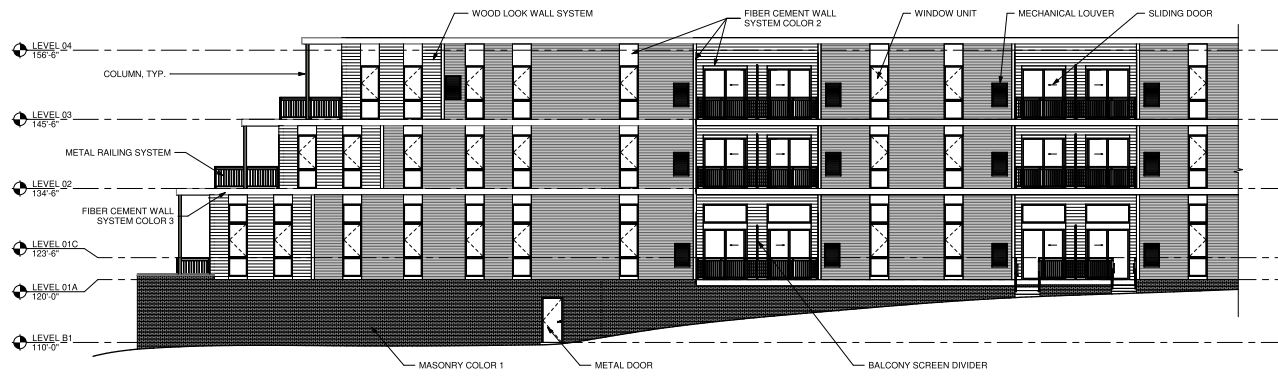 WOOD LOOK WALL SYSTEM
FIBER CEMENT WALL
SYSTEM COLOR 2
WINDOW UNIT
MECHANICAL LOUVER
SLIDING DOOR
LEVEL 04
156'-6"
COLUMN, TYP.
LEVEL 03
145'-6"
METAL RAILING SYSTEM
LEVEL 02
134'-6"
FIBER CEMENT WALL
SYSTEM COLOR 3
LEVEL 01C
123'-6"
LEVEL 01A
120'-0"
LEVEL B1
110'-0"
MASONRY COLOR 1
METAL DOOR
BALCONY SCREEN DIVIDER